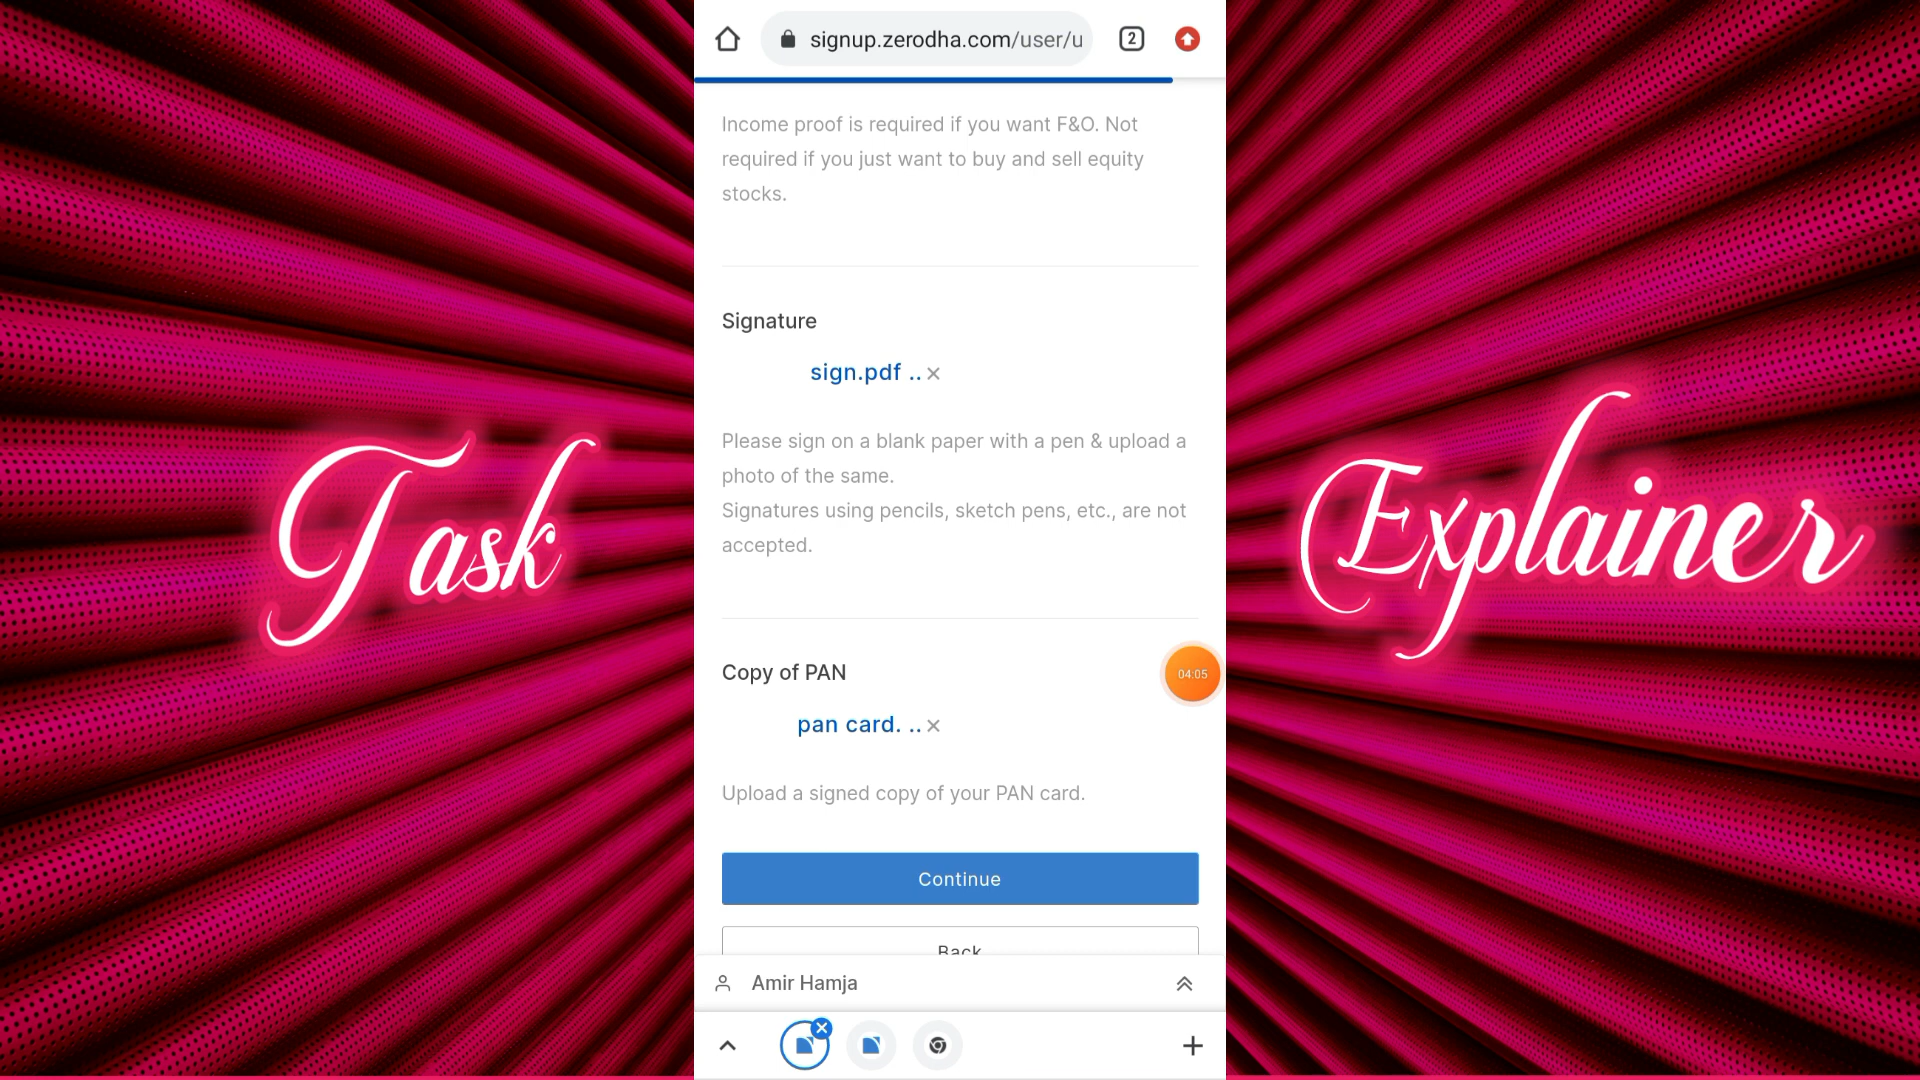 signup.zerodha.com/user/u
2
Income proof is required if you want F&O. Not
required if you just want to buy and sell equity
stocks.
Signature
sign.pdf ..
Please sign on a blank paper with a pen & upload a
photo of the same.
Signatures using pencils, sketch pens, etc., are not
accepted.
Task
Explainer
Copy of PAN
04:05
pan card. ..
Upload a signed copy of your PAN card.
Continue
Back
Amir Hamja